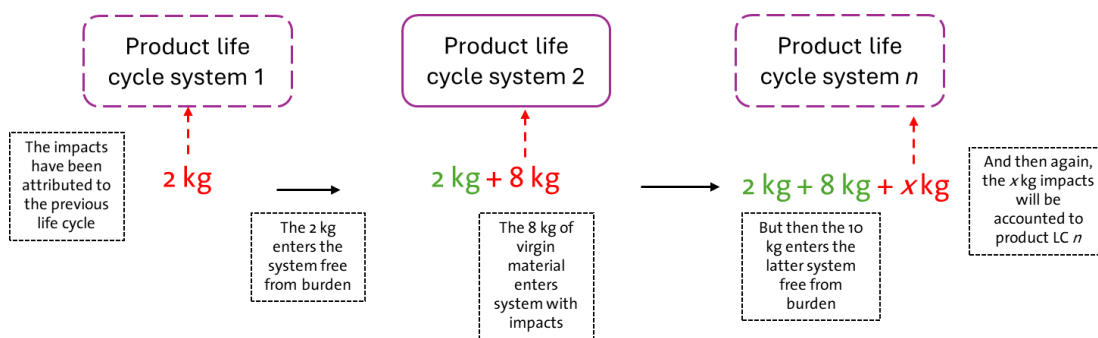 Product life
cycle system 1
Product life
cycle system 2
Product life
cycle system n
The impacts
have been
attributed to
the previous
life cycle
2 kg
The 2 kg
enters the
system free
from burden
2 kg + 8 kg
The 8 kg of
virgin
material
enters
system with
impacts
2 kg + 8 kg + x kg
But then the 10
kg enters the
latter system
free from
burden
And then again,
the x kg impacts
will be
accounted to
product LC n